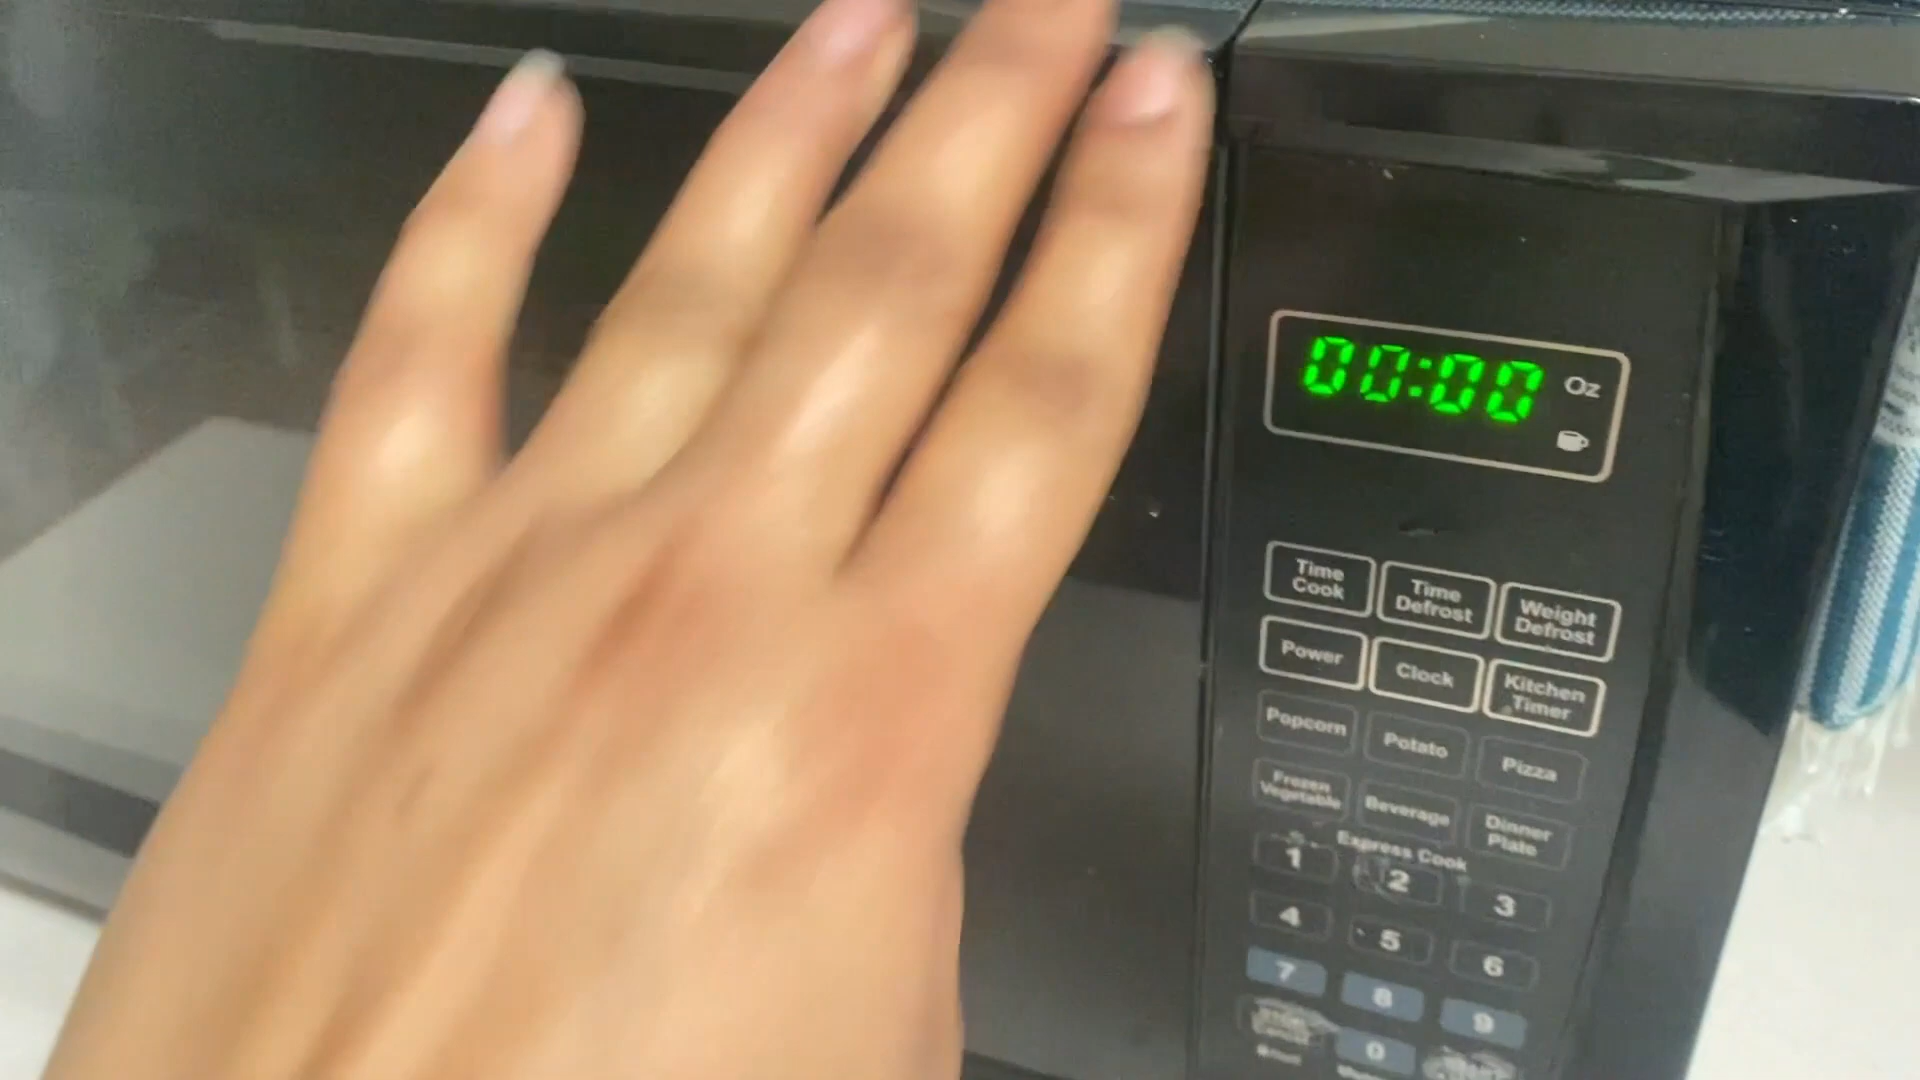 00:00 Oz
Time Cook
Time Defrost
Weight Defrost
Power
Clock
Kitchen Timer
Popcorn
Potato
Pizza
Frozen Vegetable
Beverage
Dinner Plate
Express Cook
1 2 3
4 5 6
7 8 9
0